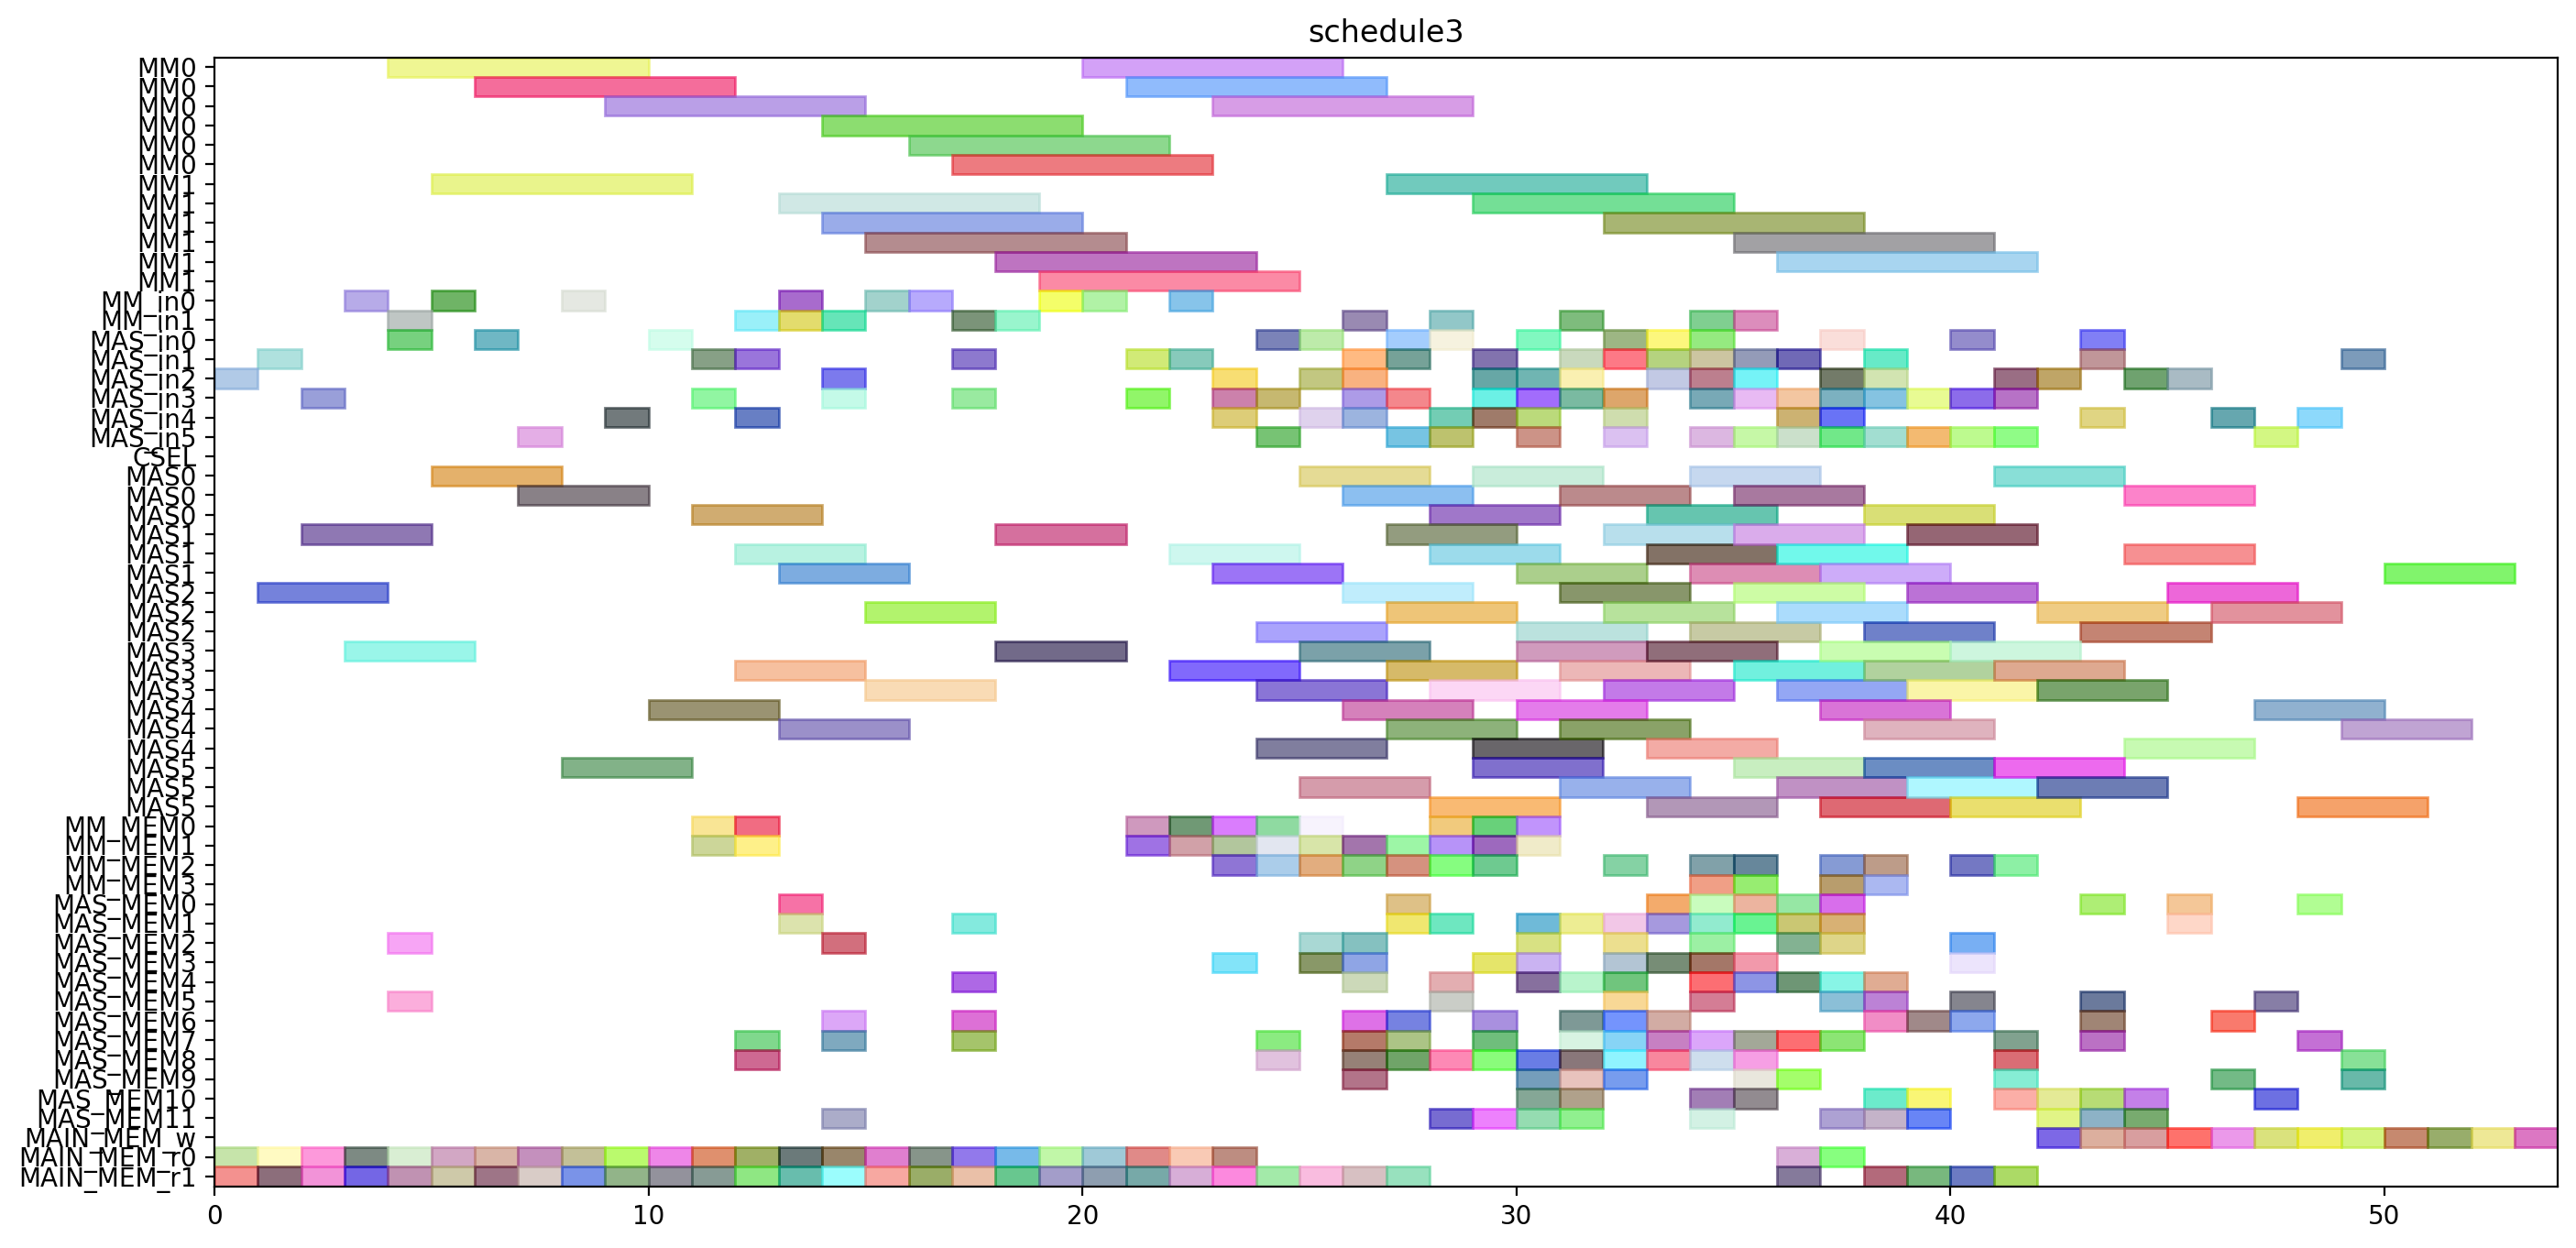 schedule3
MM0
MM0
MM0
MM0
MM0
MM0
MM1
MM1
MM1
MM1
MM1
MM1
MM_in0
MM_in1
MAS_in0
MAS_in1
MAS_in2
MAS_in3
MAS_in4
MAS_in5
CSEL
MAS0
MAS0
MAS0
MAS1
MAS1
MAS1
MAS2
MAS2
MAS2
MAS3
MAS3
MAS3
MAS4
MAS4
MAS4
MAS5
MAS5
MAS5
MM_MEM0
MM_MEM1
MM_MEM2
MM_MEM3
MAS_MEM0
MAS_MEM1
MAS_MEM2
MAS_MEM3
MAS_MEM4
MAS_MEM5
MAS_MEM6
MAS_MEM7
MAS_MEM8
MAS_MEM9
MAS_MEM10
MAS_MEM11
MAIN_MEM_w
MAIN_MEM_r0
MAIN_MEM_r1
0 10 20 30 40 50